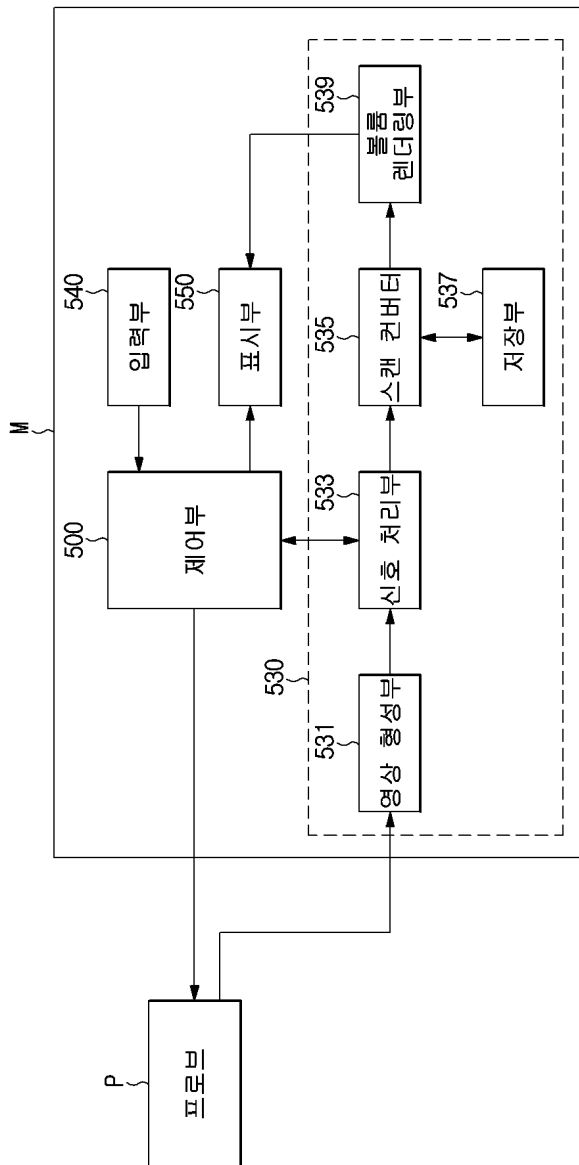 M
P
프로브
500
제어부
540
입력부
550
표시부
530
531
영상 형성부
533
신호 처리부
535
스캔 컨버터
537
저장부
539
볼륨
렌더링부